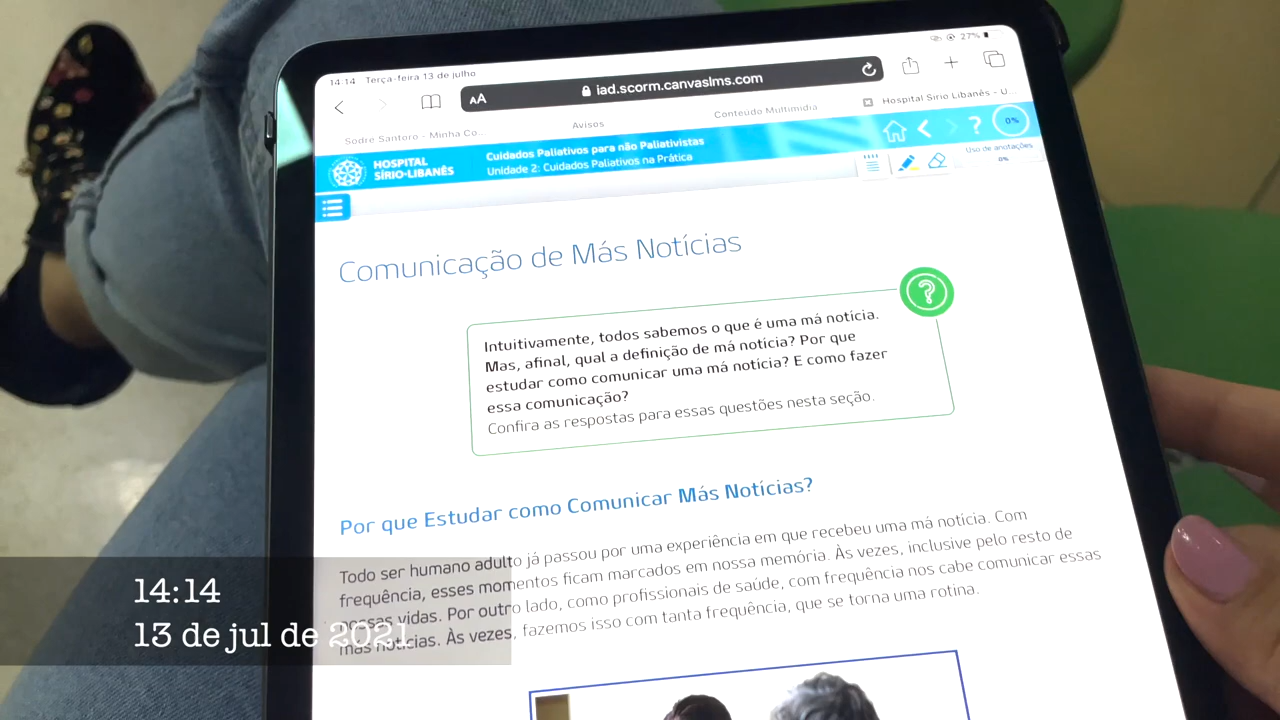 14:14 Terça-feira 13 de julho
27%
AA
iad.scorm.canvaslms.com
Sodre Santoro - Minha Co...
Avisos
Conteudo Multimidia
Hospital Sírio Libanês - U...
HOSPITAL
SÍRIO-LIBANÊS
Cuidados Paliativos para não Paliativistas
Unidade 2: Cuidados Paliativos na Prática
?
0%
Uso de anotações
0%
Comunicação de Más Notícias
?
Intuitivamente, todos sabemos o que é uma má notícia.
Mas, afinal, qual a definição de má notícia? Por que
estudar como comunicar uma má notícia? E como fazer
essa comunicação?
Confira as respostas para essas questões nesta seção.
Por que Estudar como Comunicar Más Notícias?
Todo ser humano adulto já passou por uma experiência em que recebeu uma má notícia. Com
frequência, esses momentos ficam marcados em nossa memória. Às vezes, inclusive pelo resto de
nossas vidas. Por outro lado, como profissionais de saúde, com frequência nos cabe comunicar essas
más notícias. Às vezes, fazemos isso com tanta frequência, que se torna uma rotina.
14:14
13 de jul de 2021